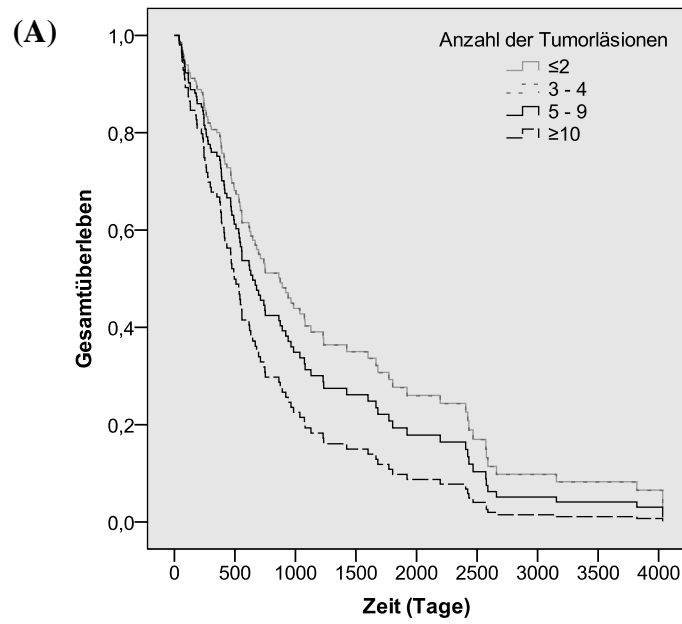 (A)
Anzahl der Tumorläsionen
≤2
3 - 4
5 - 9
≥10
Gesamtüberleben
1,0
0,8
0,6
0,4
0,2
0,0
0 500 1000 1500 2000 2500 3000 3500 4000
Zeit (Tage)